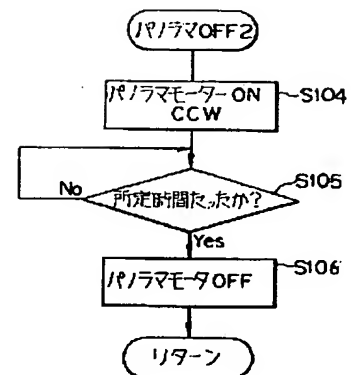 パノラマOFF2
パノラマモーターON
CCW
S104
所定時間たったか?
S105
No
Yes
パノラマモータOFF
S106
リターン